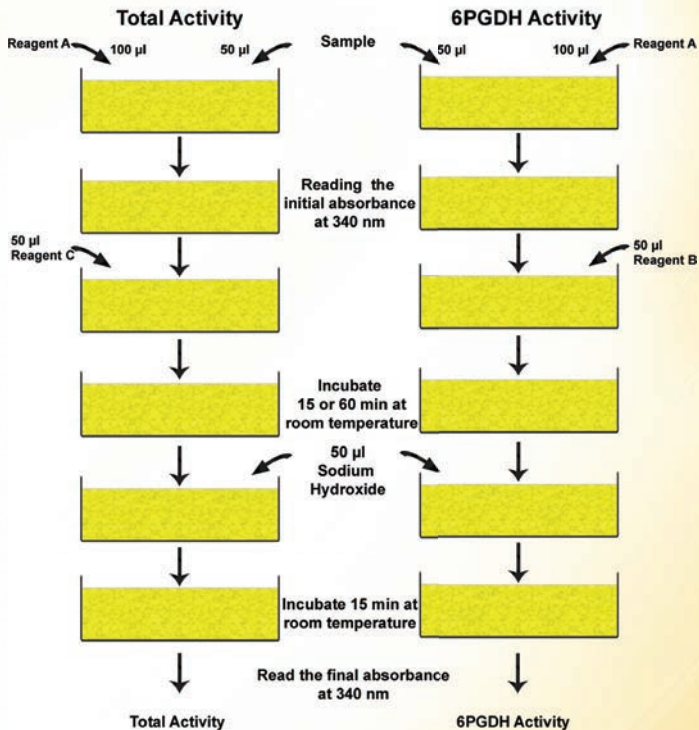 Total Activity
6PGDH Activity
Reagent A
100 µl
50 µl
Sample
50 µl
100 µl
Reagent A
Reading the
initial absorbance
at 340 nm
50 µl
Reagent C
50 µl
Reagent B
Incubate
15 or 60 min at
room temperature
50 µl
Sodium
Hydroxide
Incubate 15 min at
room temperature
Read the final absorbance
at 340 nm
Total Activity
6PGDH Activity